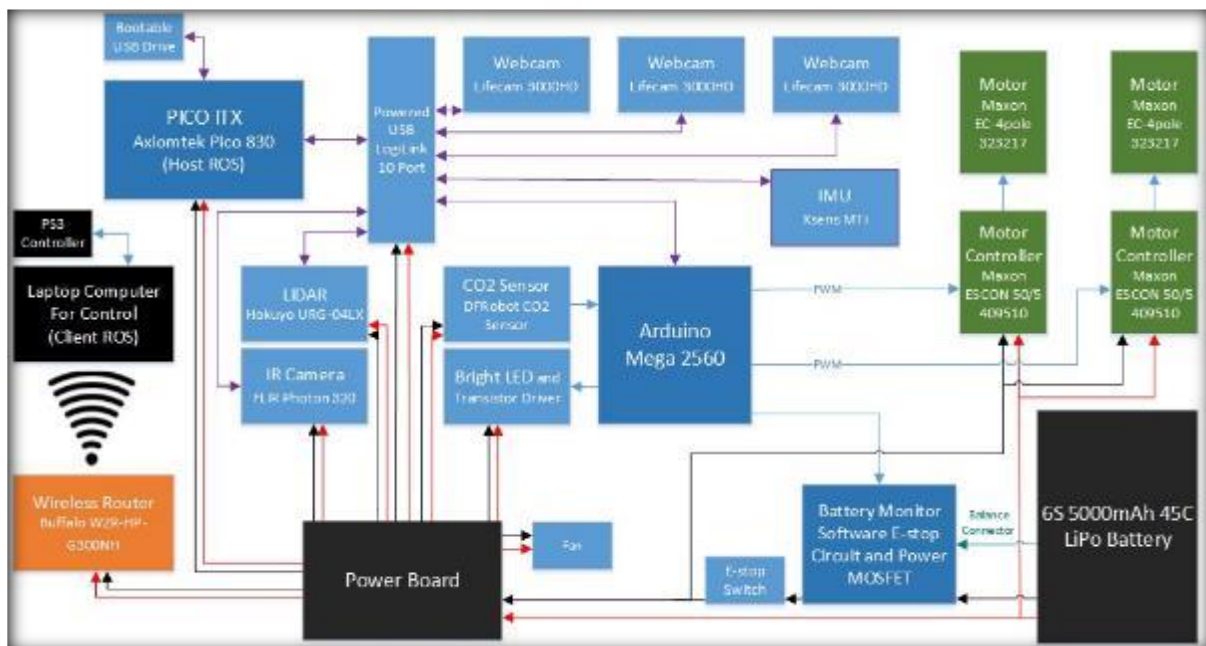 Bootable
USB Drive
PICO ITX
Axiomtek Pico 830
(Host ROS)
Powered
USB
LogiLink
10 Port
Webcam
Lifecam 3000HD
Webcam
Lifecam 3000HD
Webcam
Lifecam 3000HD
Motor
Maxon
EC-4pole
323217
Motor
Maxon
EC-4pole
323217
IMU
Xsens MTi
PS3
Controller
Laptop Computer
For Control
(Client ROS)
LIDAR
Hokuyo URG-04LX
IR Camera
FLIR Photon 320
CO2 Sensor
DFRobot CO2
Sensor
Bright LED and
Transistor Driver
Arduino
Mega 2560
PWM
PWM
Motor
Controller
Maxon
ESCON 50/5
409510
Motor
Controller
Maxon
ESCON 50/5
409510
Wireless Router
Buffalo WZR-HP-
G300NH
Power Board
Fan
E-stop
Switch
Battery Monitor
Software E-stop
Circuit and Power
MOSFET
Balance
Connector
6S 5000mAh 45C
LiPo Battery